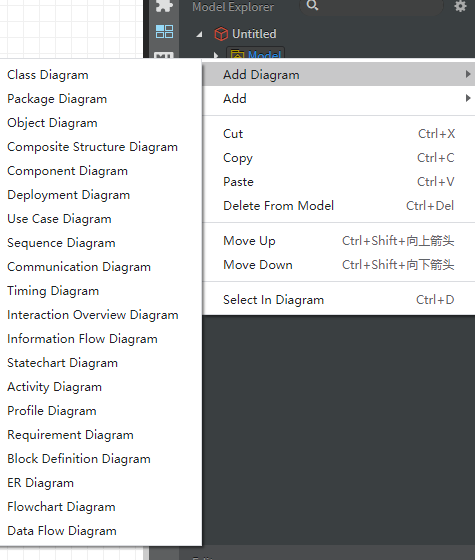 Model Explorer
Untitled
Model
Add Diagram
Add
Cut Ctrl+X
Copy Ctrl+C
Paste Ctrl+V
Delete From Model Ctrl+Del
Move Up Ctrl+Shift+向上箭头
Move Down Ctrl+Shift+向下箭头
Select In Diagram Ctrl+D
Class Diagram
Package Diagram
Object Diagram
Composite Structure Diagram
Component Diagram
Deployment Diagram
Use Case Diagram
Sequence Diagram
Communication Diagram
Timing Diagram
Interaction Overview Diagram
Information Flow Diagram
Statechart Diagram
Activity Diagram
Profile Diagram
Requirement Diagram
Block Definition Diagram
ER Diagram
Flowchart Diagram
Data Flow Diagram